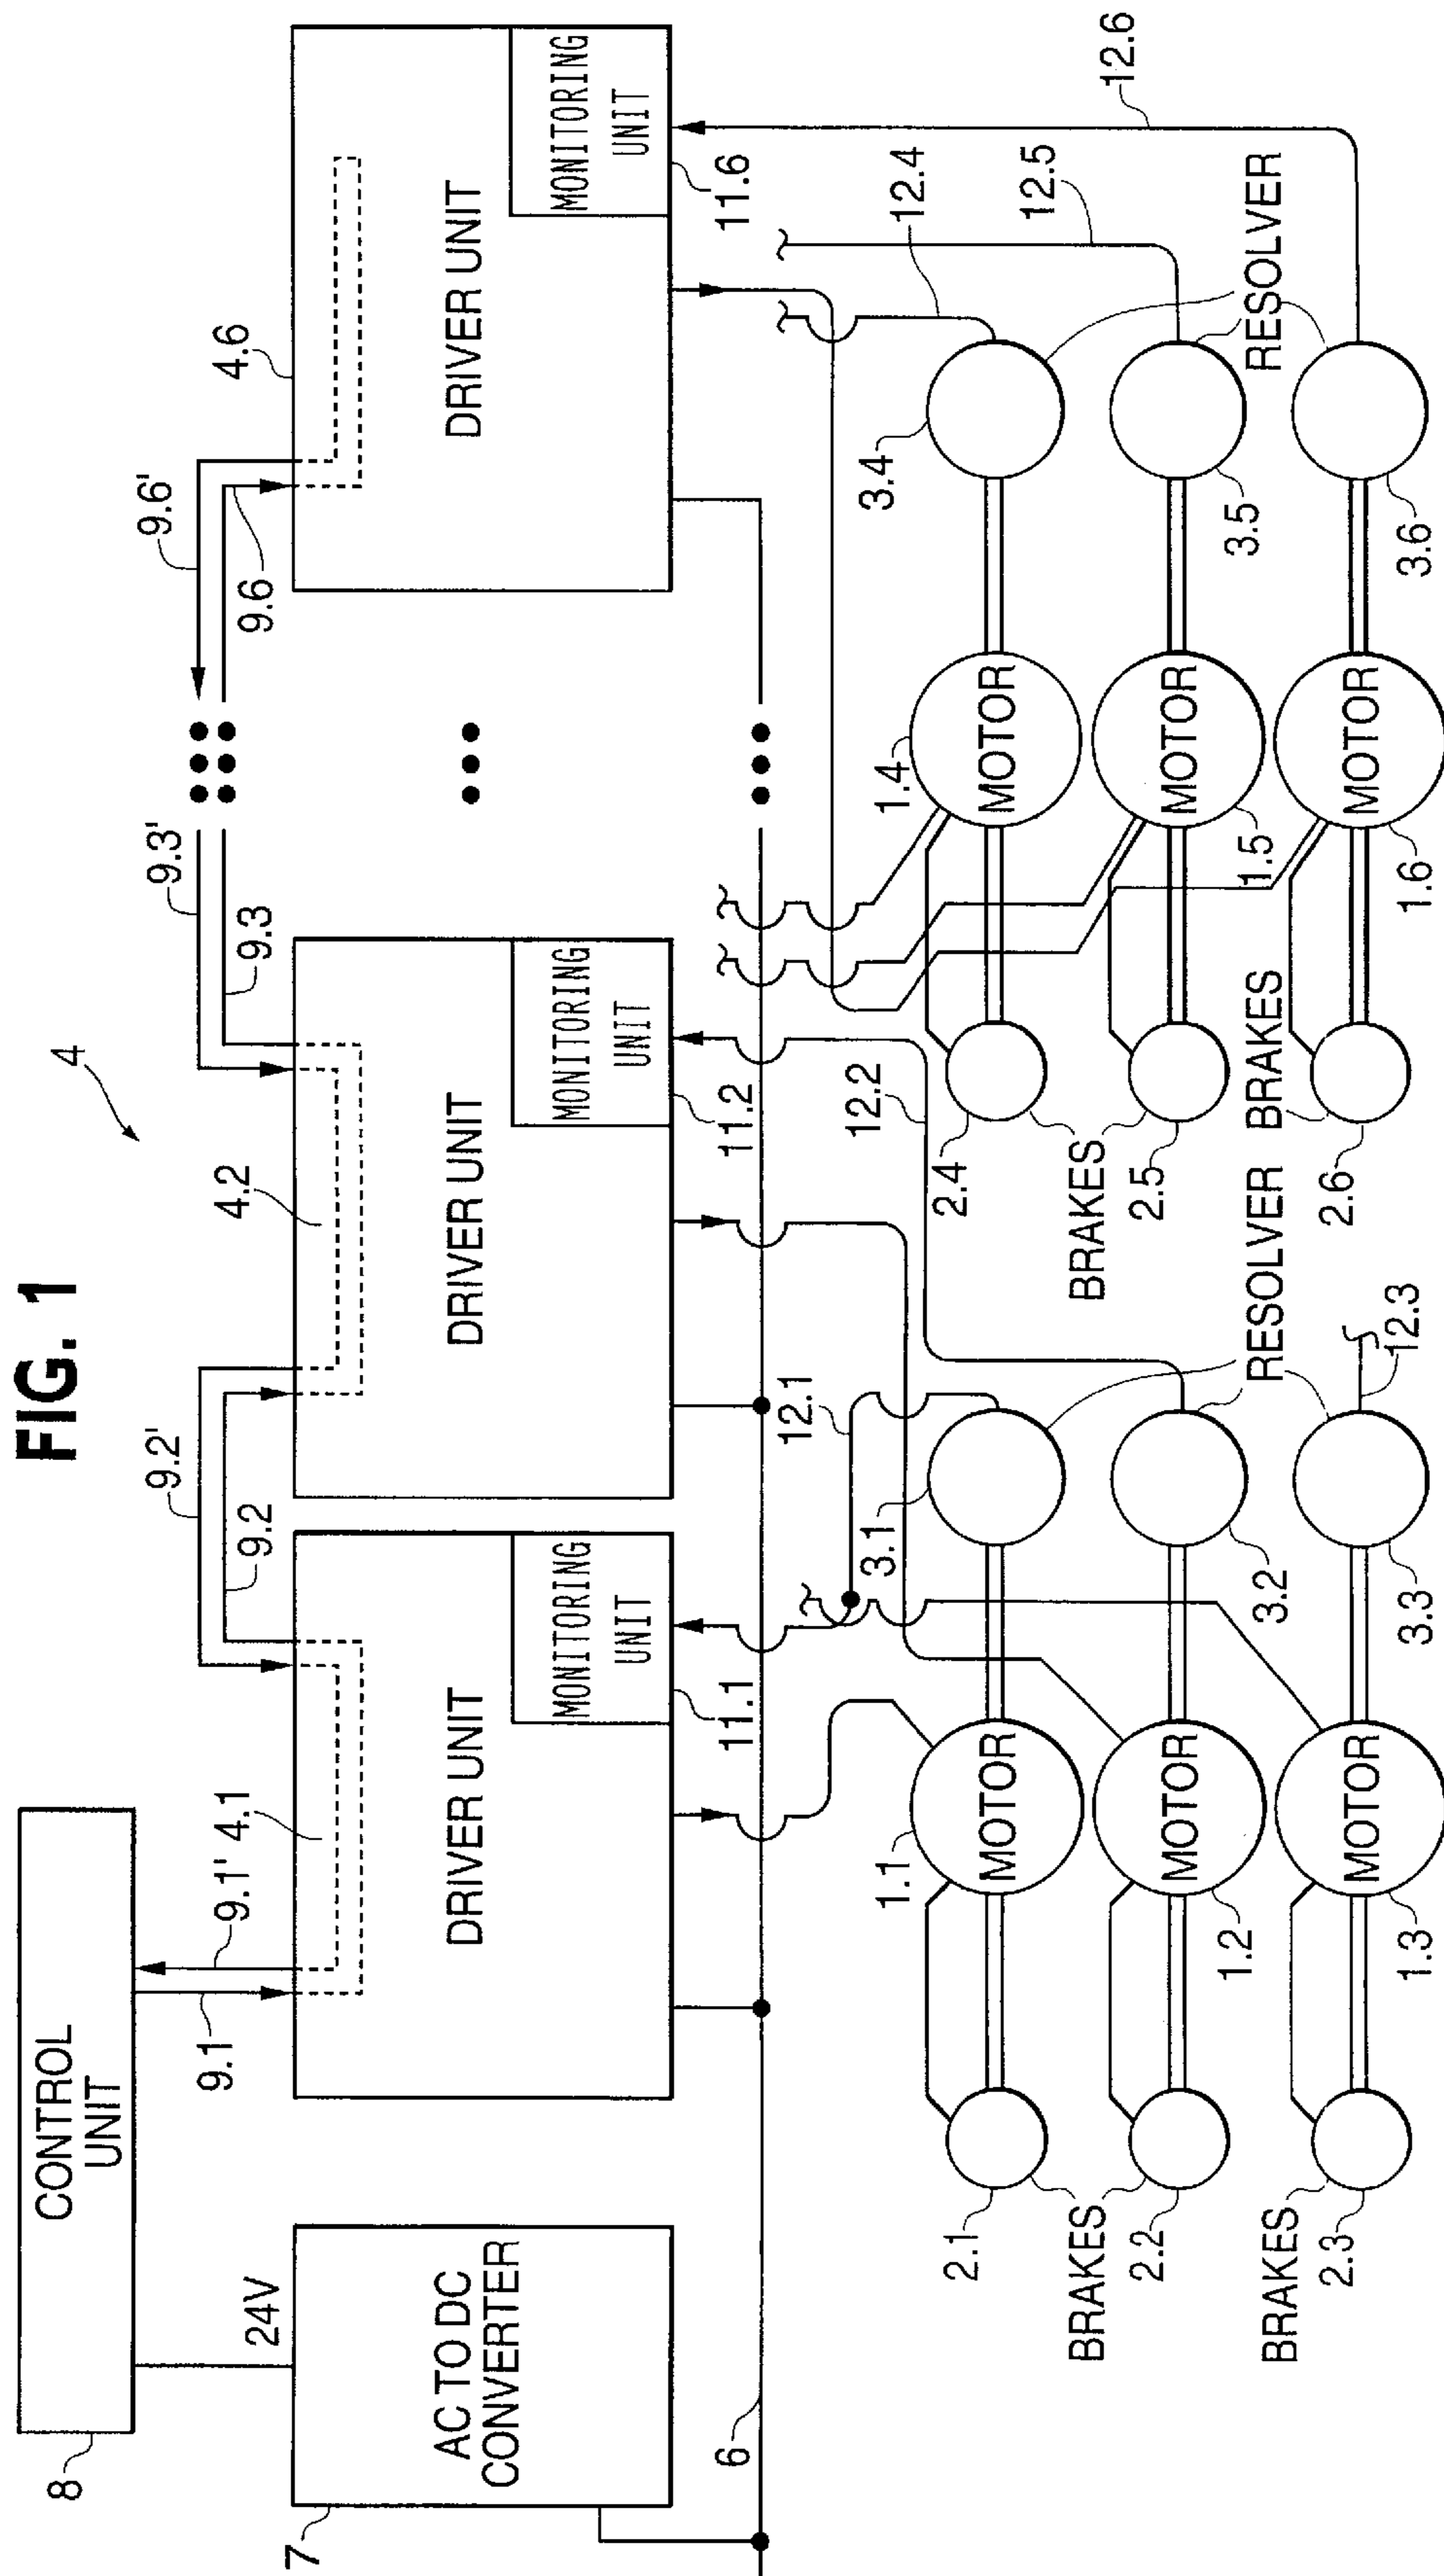 FIG. 1
4
8
CONTROL
UNIT
24V
7
AC TO DC
CONVERTER
6
9.1
9.1'
4.1
DRIVER UNIT
MONITORING
UNIT
11.1
9.2'
9.2
4.2
DRIVER UNIT
MONITORING
UNIT
11.2
9.3'
9.3
9.6'
9.6
4.6
DRIVER UNIT
MONITORING
UNIT
11.6
12.1
12.2
12.4
12.5
12.6
2.1
BRAKES
2.2
BRAKES
2.3
1.1
MOTOR
MOTOR
1.2
MOTOR
1.3
3.1
3.2
3.3
RESOLVER
12.3
2.4
BRAKES
2.5
BRAKES
2.6
1.4
MOTOR
MOTOR
1.5
MOTOR
1.6
3.4
3.5
3.6
RESOLVER